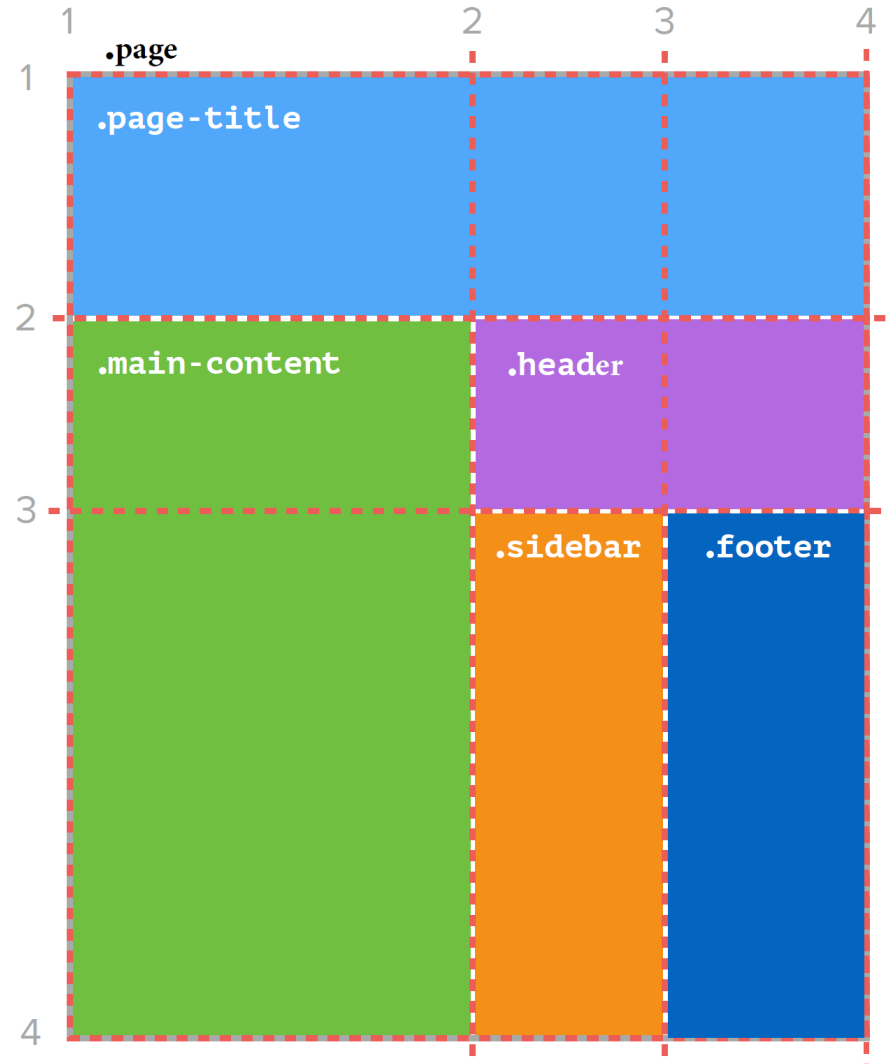 1 2 3 4
.page
1
.page-title
2
.main-content .header
3
.sidebar .footer
4